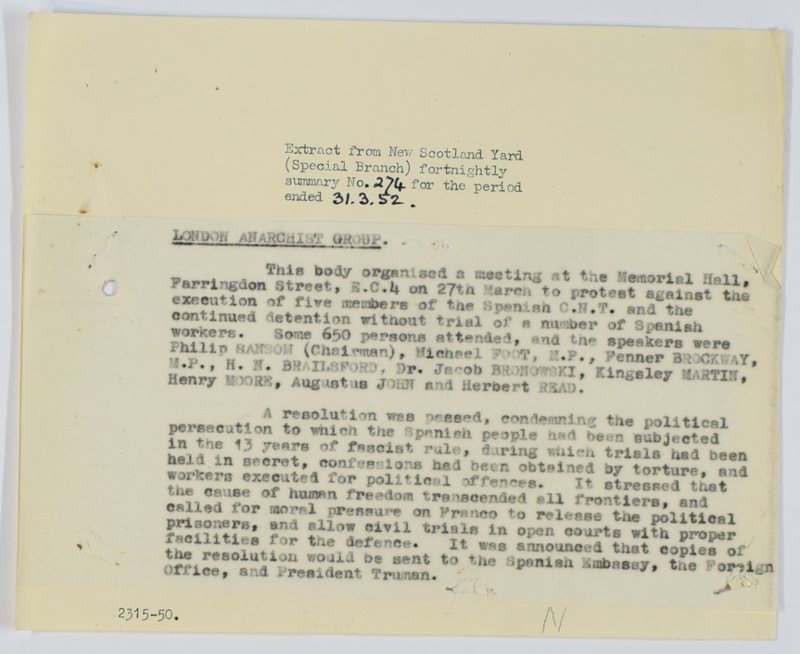 Extract from New Scotland Yard
(Special Branch) fortnightly
summary No. 274 for the period
ended 31.3.52.
LONDON ANARCHIST GROUP.
This body organised a meeting at the Memorial Hall,
Farringdon Street, E.C.4 on 27th March to protest against the
execution of five members of the Spanish C.N.T. and the
continued detention without trial of a number of Spanish
workers. Some 650 persons attended, and the speakers were
Philip SANSOM (Chairman), Michael FOOT, M.P., Fenner BROCKWAY,
M.P., H. N. BRAILSFORD, Dr. Jacob BRONOWSKI, Kingsley MARTIN,
Henry MOORE, Augustus JOHN and Herbert READ.
A resolution was passed, condemning the political
persecution to which the Spanish people had been subjected
in the 13 years of fascist rule, during which trials had been
held in secret, confessions had been obtained by torture, and
workers executed for political offences. It stressed that
the cause of human freedom transcended all frontiers, and
called for moral pressure on Franco to release the political
prisoners, and allow civil trials in open courts with proper
facilities for the defence. It was announced that copies of
the resolution would be sent to the Spanish Embassy, the Foreign
Office, and President Truman.
2315-50.
N